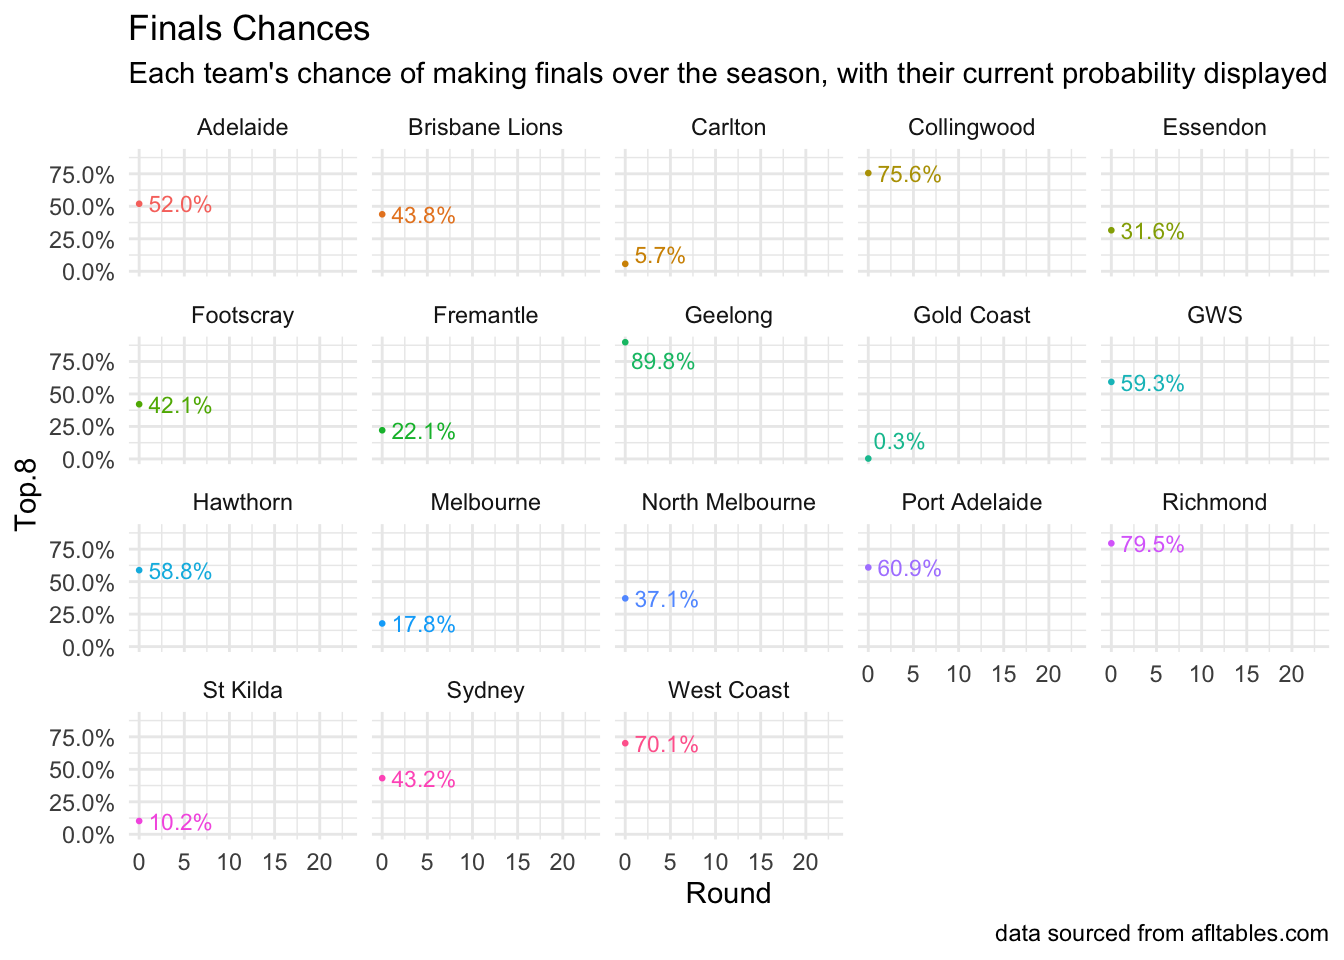 Finals Chances
Each team's chance of making finals over the season, with their current probability displayed
Adelaide Brisbane Lions Carlton Collingwood Essendon
75.0%
50.0%
25.0%
0.0%
52.0% 43.8% 5.7% 75.6% 31.6%
Footscray Fremantle Geelong Gold Coast GWS
75.0%
50.0%
25.0%
0.0%
42.1% 22.1% 89.8% 0.3% 59.3%
Top.8
Hawthorn Melbourne North Melbourne Port Adelaide Richmond
75.0%
50.0%
25.0%
0.0%
58.8% 17.8% 37.1% 60.9% 79.5%
0 5 10 15 20 0 5 10 15 20
St Kilda Sydney West Coast
75.0%
50.0%
25.0%
0.0%
10.2% 43.2% 70.1%
0 5 10 15 20 0 5 10 15 20 0 5 10 15 20
Round
data sourced from afltables.com